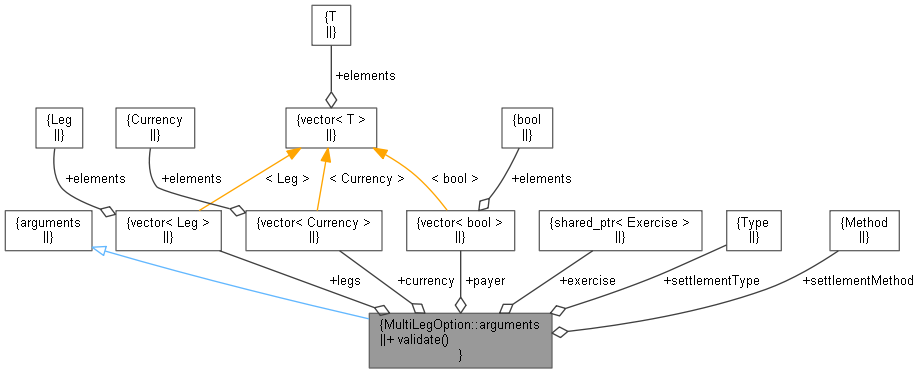 {T
||}
+elements
{Leg
||}
{Currency
||}
{vector< T >
||}
{bool
||}
+elements
+elements
< Leg >
< Currency >
< bool >
+elements
{arguments
||}
{vector< Leg >
||}
{vector< Currency >
||}
{vector< bool >
||}
{shared_ptr< Exercise >
||}
{Type
||}
{Method
||}
+legs
+currency
+payer
+exercise
+settlementType
+settlementMethod
{MultiLegOption::arguments
||+ validate()
}